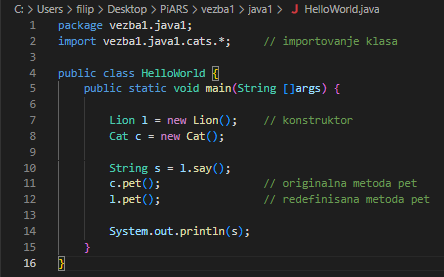 C: > Users > filip > Desktop > PiARS > vezba1 > java1 > J HelloWorld.java
1 package vezba1.java1;
2 import vezba1.java1.cats.*; // importovanje klasa
3
4 public class HelloWorld {
5 public static void main(String []args) {
6
7 Lion l = new Lion(); // konstruktor
8 Cat c = new Cat();
9
10 String s = l.say();
11 c.pet(); // originalna metoda pet
12 l.pet(); // redefinisana metoda pet
13
14 System.out.println(s);
15 }
16 }